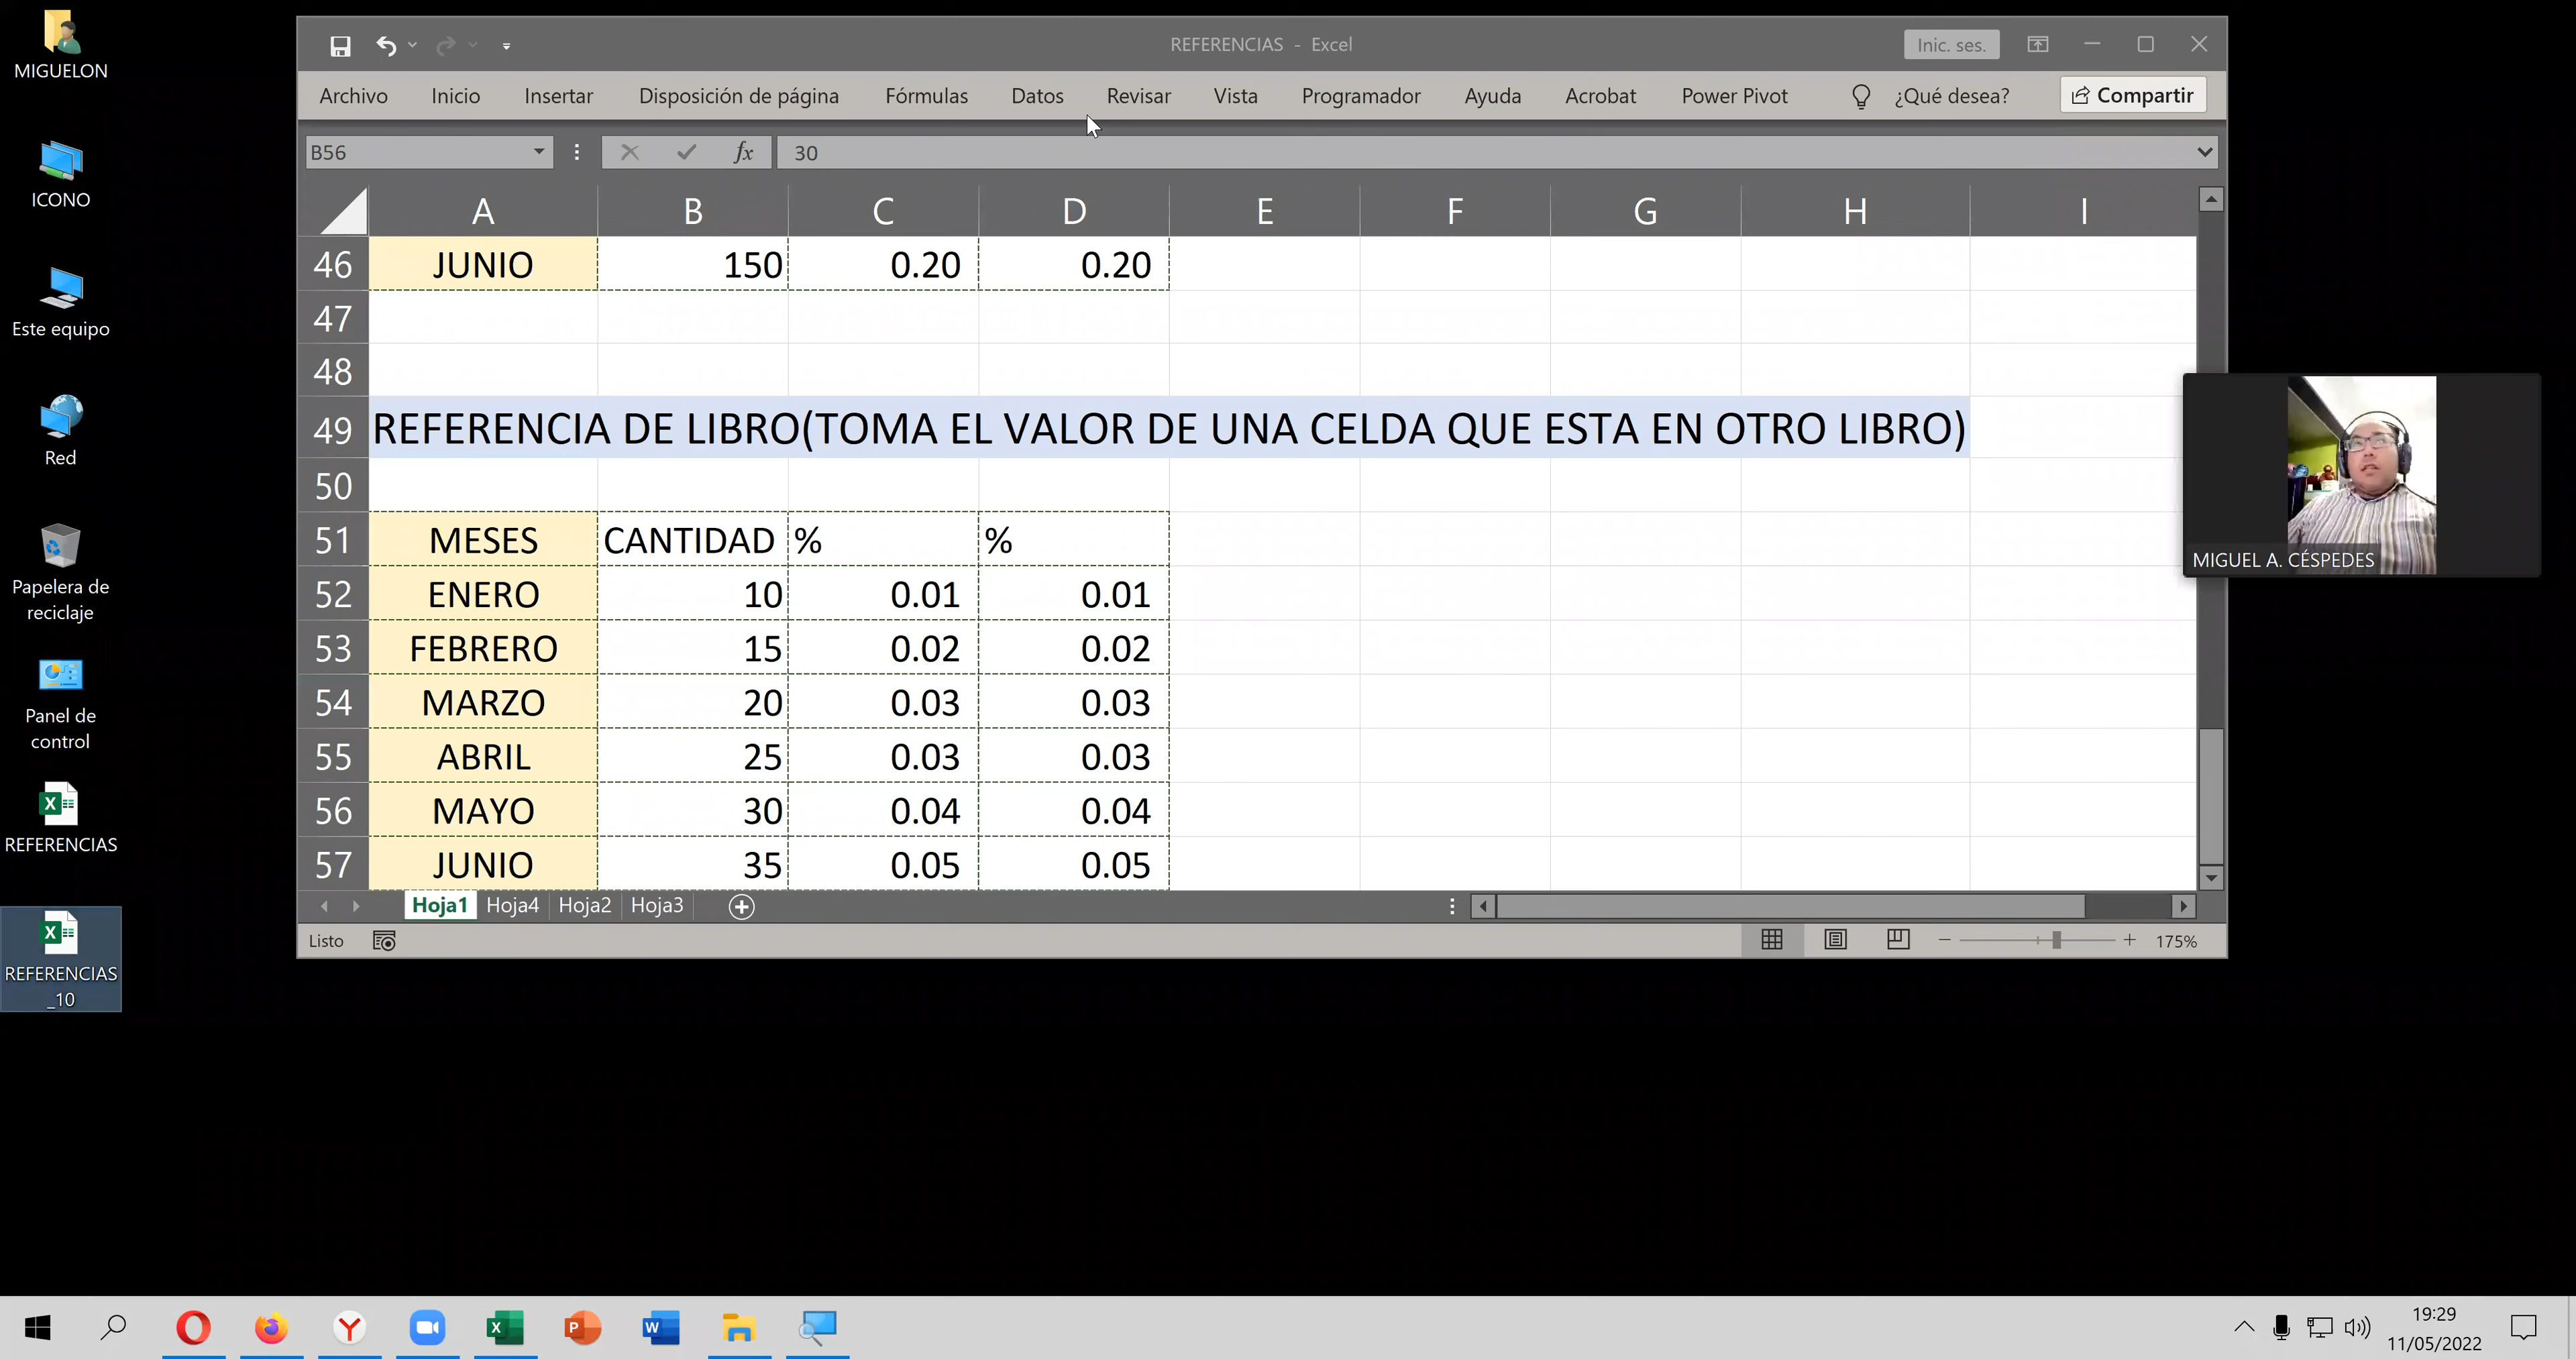 MIGUELON
ICONO
Este equipo
Red
Papelera de
reciclaje
Panel de
control
REFERENCIAS
REFERENCIAS
_10
REFERENCIAS - Excel
Inic. ses.
Archivo Inicio Insertar Disposición de página Fórmulas Datos Revisar Vista Programador Ayuda Acrobat Power Pivot ¿Qué desea? Compartir
B56 fx 30
A B C D E F G H I
46 JUNIO 150 0.20 0.20
47
48
49 REFERENCIA DE LIBRO(TOMA EL VALOR DE UNA CELDA QUE ESTA EN OTRO LIBRO)
50
51 MESES CANTIDAD % %
52 ENERO 10 0.01 0.01
53 FEBRERO 15 0.02 0.02
54 MARZO 20 0.03 0.03
55 ABRIL 25 0.03 0.03
56 MAYO 30 0.04 0.04
57 JUNIO 35 0.05 0.05
Hoja1 Hoja4 Hoja2 Hoja3
Listo 175%
MIGUEL A. CÉSPEDES
19:29
11/05/2022